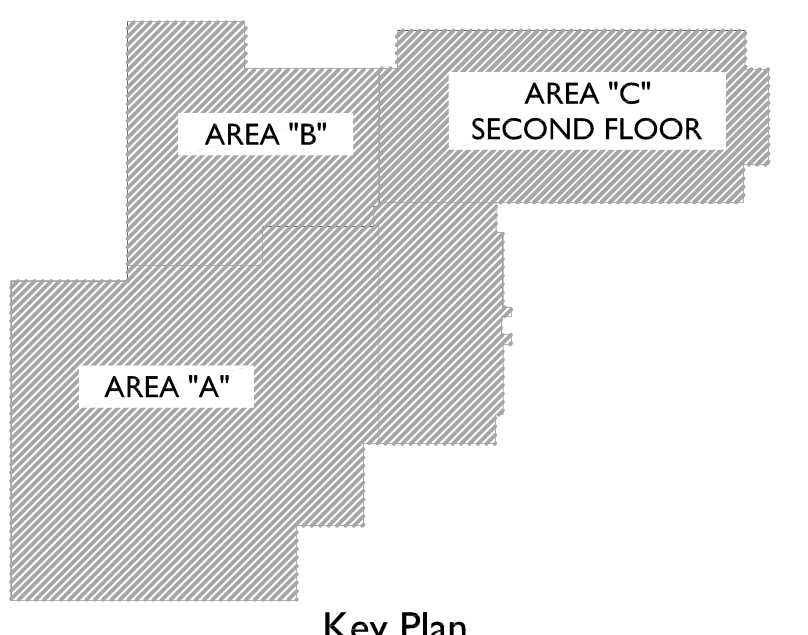 AREA "C"
SECOND FLOOR
AREA "B"
AREA "A"
Key Plan